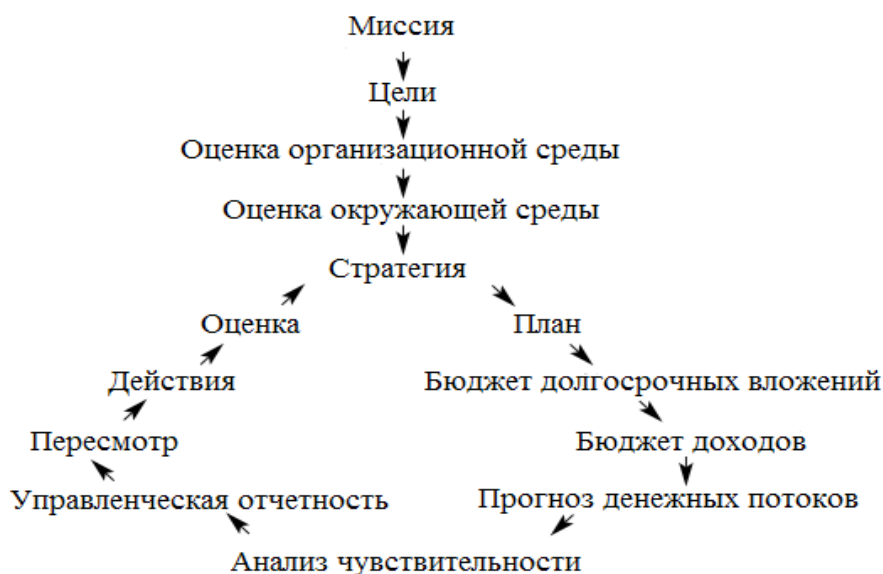 Миссия
Цели
Оценка организационной среды
Оценка окружающей среды
Стратегия
Оценка План
Действия Бюджет долгосрочных вложений
Пересмотр Бюджет доходов
Управленческая отчетность Прогноз денежных потоков
Анализ чувствительности